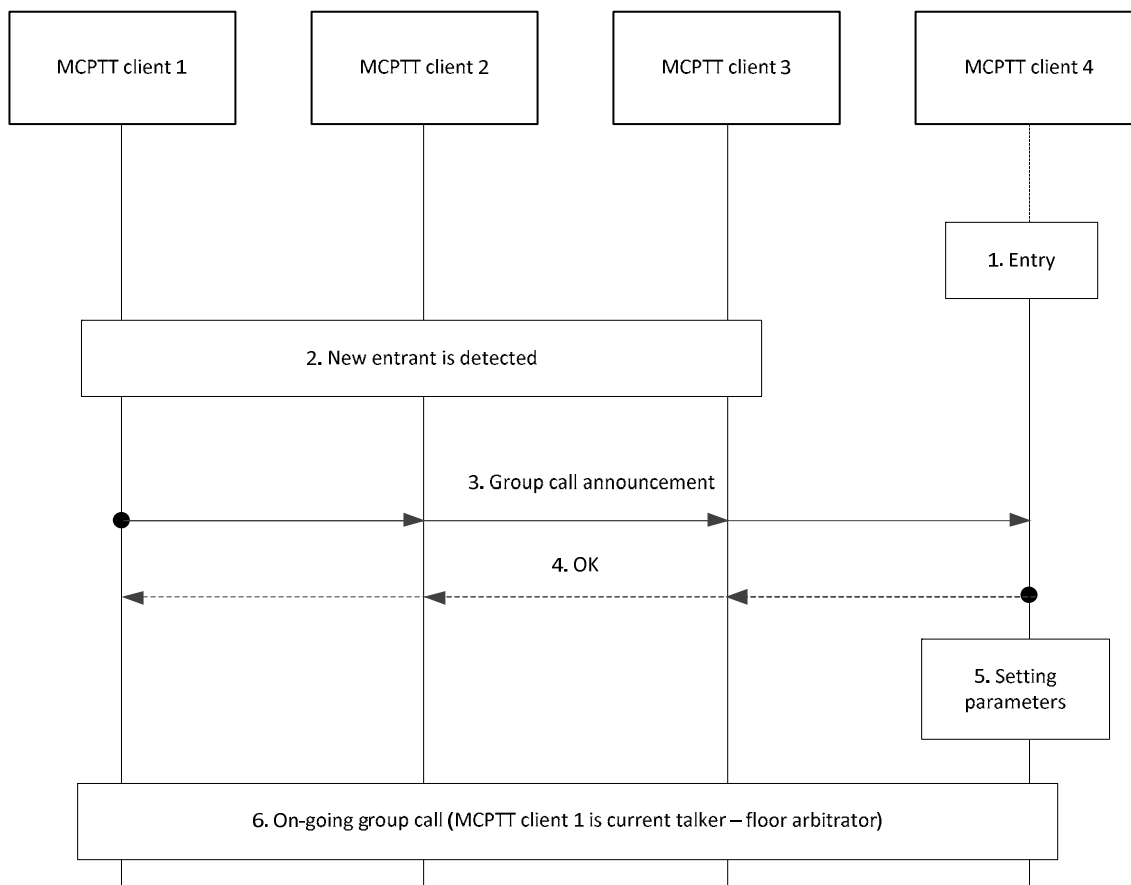 MCPTT client 1
MCPTT client 2
MCPTT client 3
MCPTT client 4
1. Entry
2. New entrant is detected
3. Group call announcement
4. OK
5. Setting
parameters
6. On-going group call (MCPTT client 1 is current talker – floor arbitrator)